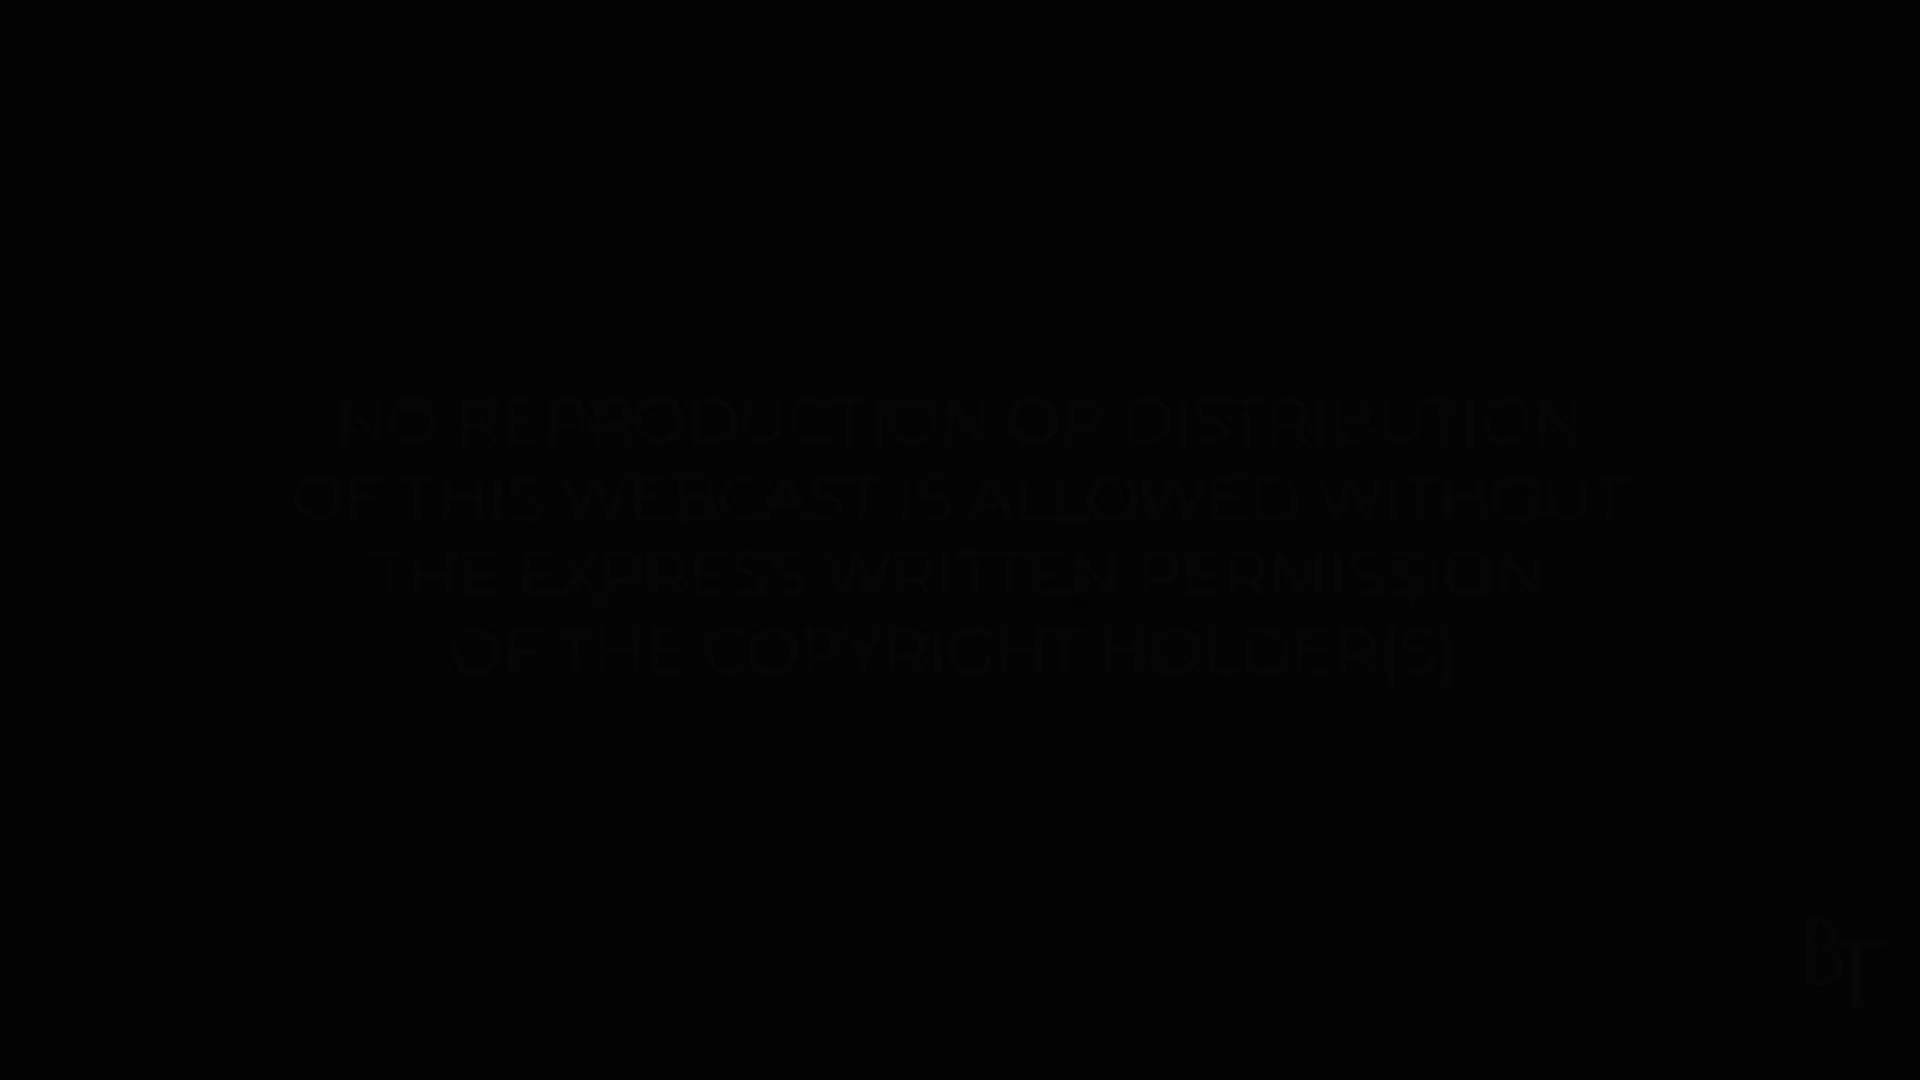 NO REPRODUCTION OR DISTRIBUTION
OF THIS WEBCAST IS ALLOWED WITHOUT
THE EXPRESS WRITTEN PERMISSION
OF THE COPYRIGHT HOLDER(S)